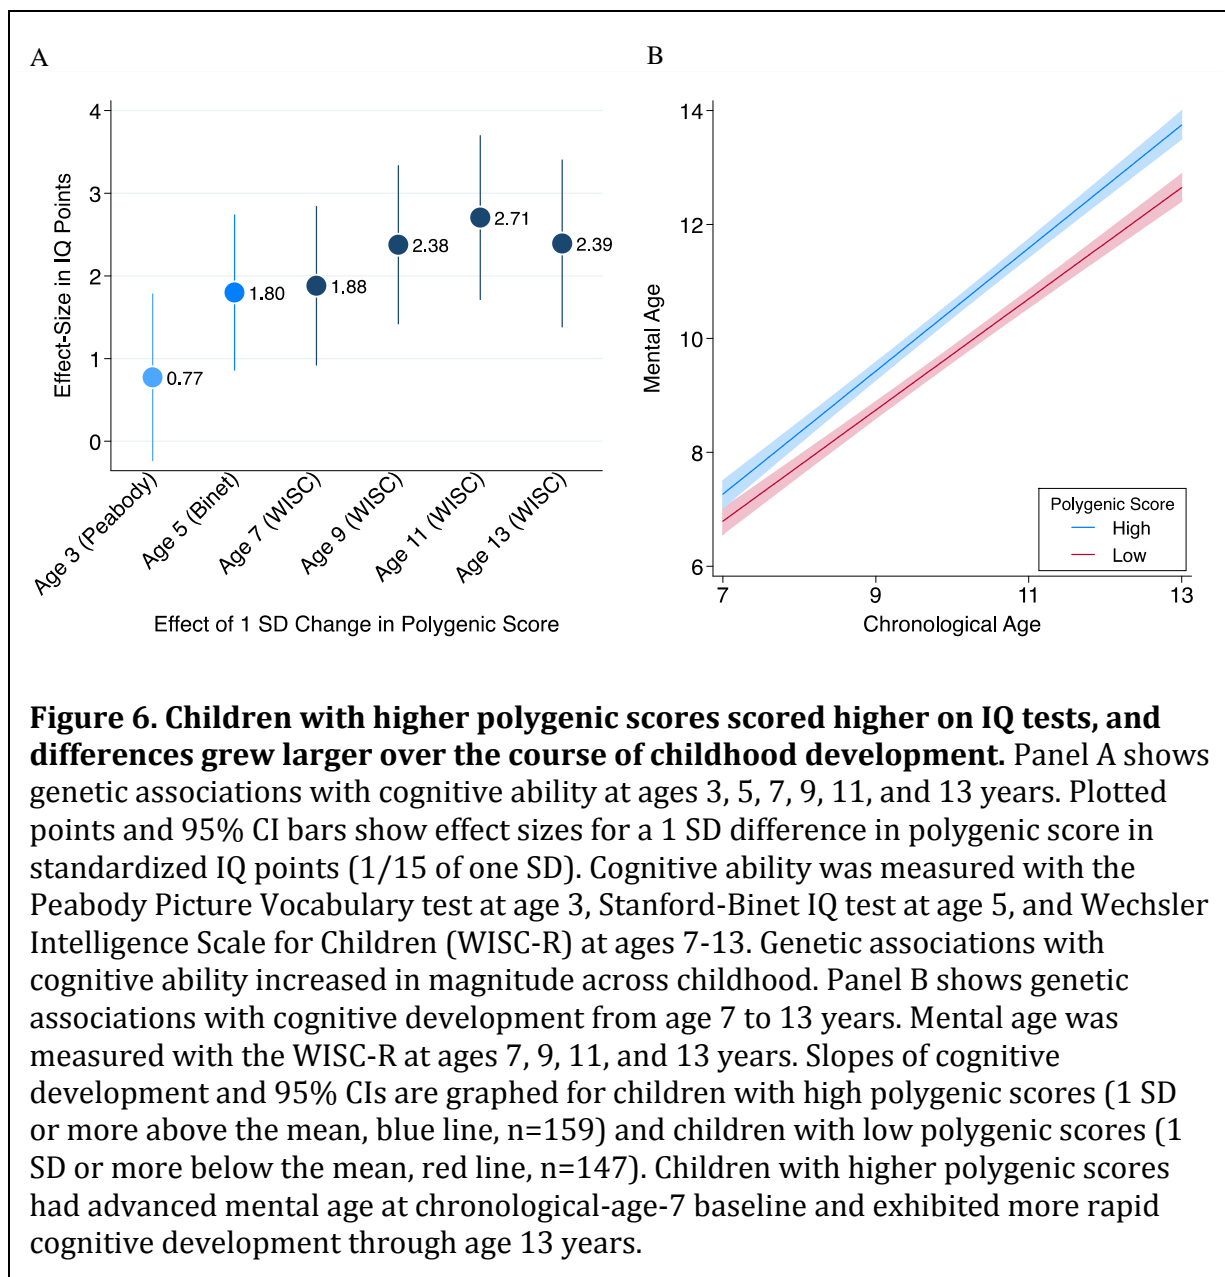 A
B
4
3
2
1
0
Effect-Size in IQ Points
0.77
1.80
1.88
2.38
2.71
2.39
Age 3 (Peabody)
Age 5 (Binet)
Age 7 (WISC)
Age 9 (WISC)
Age 11 (WISC)
Age 13 (WISC)
Effect of 1 SD Change in Polygenic Score
14
12
10
8
6
Mental Age
Polygenic Score
High
Low
7
9
11
13
Chronological Age
Figure 6. Children with higher polygenic scores scored higher on IQ tests, and
differences grew larger over the course of childhood development. Panel A shows
genetic associations with cognitive ability at ages 3, 5, 7, 9, 11, and 13 years. Plotted
points and 95% CI bars show effect sizes for a 1 SD difference in polygenic score in
standardized IQ points (1/15 of one SD). Cognitive ability was measured with the
Peabody Picture Vocabulary test at age 3, Stanford-Binet IQ test at age 5, and Wechsler
Intelligence Scale for Children (WISC-R) at ages 7-13. Genetic associations with
cognitive ability increased in magnitude across childhood. Panel B shows genetic
associations with cognitive development from age 7 to 13 years. Mental age was
measured with the WISC-R at ages 7, 9, 11, and 13 years. Slopes of cognitive
development and 95% CIs are graphed for children with high polygenic scores (1 SD
or more above the mean, blue line, n=159) and children with low polygenic scores (1
SD or more below the mean, red line, n=147). Children with higher polygenic scores
had advanced mental age at chronological-age-7 baseline and exhibited more rapid
cognitive development through age 13 years.